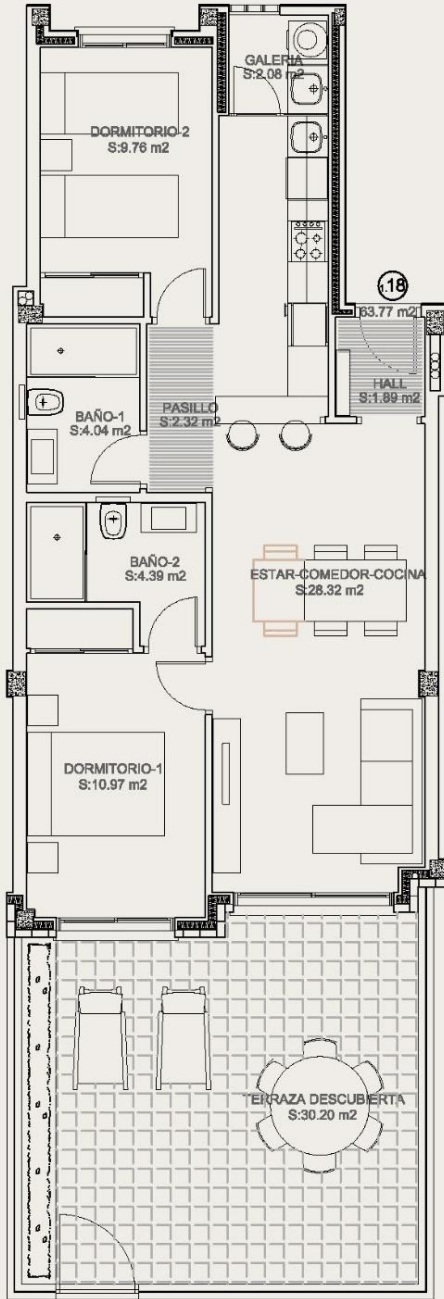 GALERIA
S:2.08 m2
DORMITORIO-2
S:9.76 m2
.18
63.77 m2
HALL
S:1.89 m2
PASILLO
S:2.32 m2
BAÑO-1
S:4.04 m2
BAÑO-2
S:4.39 m2
ESTAR-COMEDOR-COCINA
S:28.32 m2
DORMITORIO-1
S:10.97 m2
TERRAZA DESCUBIERTA
S:30.20 m2